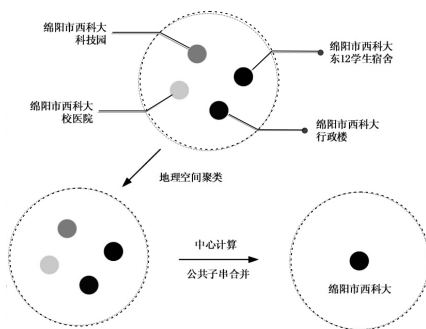 绵阳市西科大
科技园
绵阳市西科大
东12学生宿舍
绵阳市西科大
校医院
绵阳市西科大
行政楼
地理空间聚类
中心计算
公共子串合并
绵阳市西科大